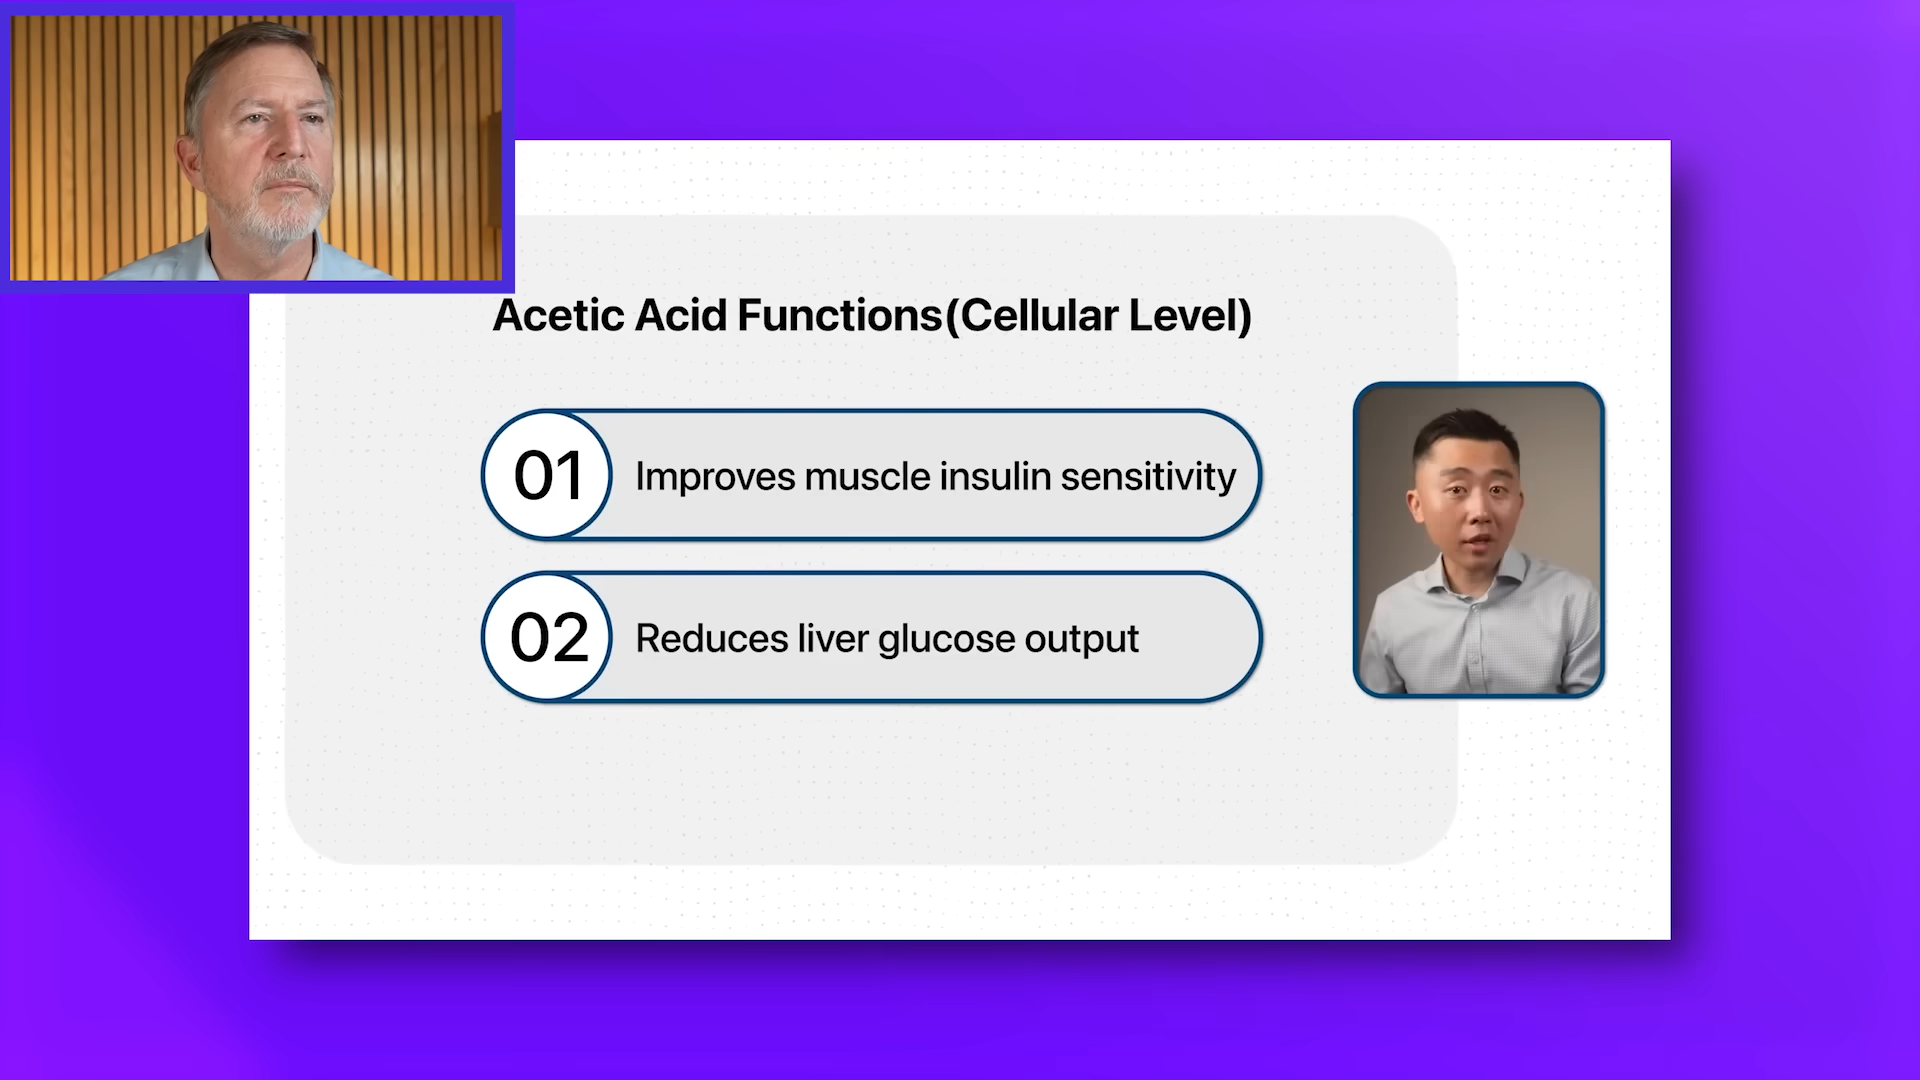 Acetic Acid Functions(Cellular Level)
01 Improves muscle insulin sensitivity
02 Reduces liver glucose output